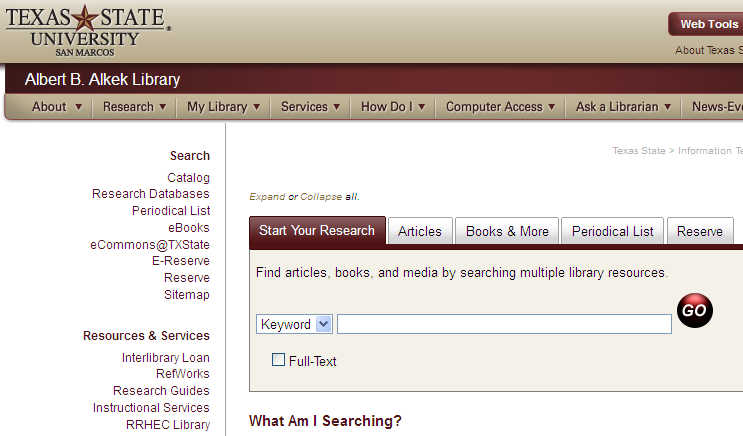 TEXAS STATE
UNIVERSITY
SAN MARCOS
®
Web Tools
About Texas S
Albert B. Alkek Library
About Research My Library Services How Do I Computer Access Ask a Librarian News-Eve
Texas State > Information Te
Search
Catalog
Research Databases
Periodical List
eBooks
eCommons@TXState
E-Reserve
Reserve
Sitemap
Resources & Services
Interlibrary Loan
RefWorks
Research Guides
Instructional Services
RRHEC Library
Expand or Collapse all.
Start Your Research Articles Books & More Periodical List Reserve
Find articles, books, and media by searching multiple library resources.
Keyword GO
Full-Text
What Am I Searching?